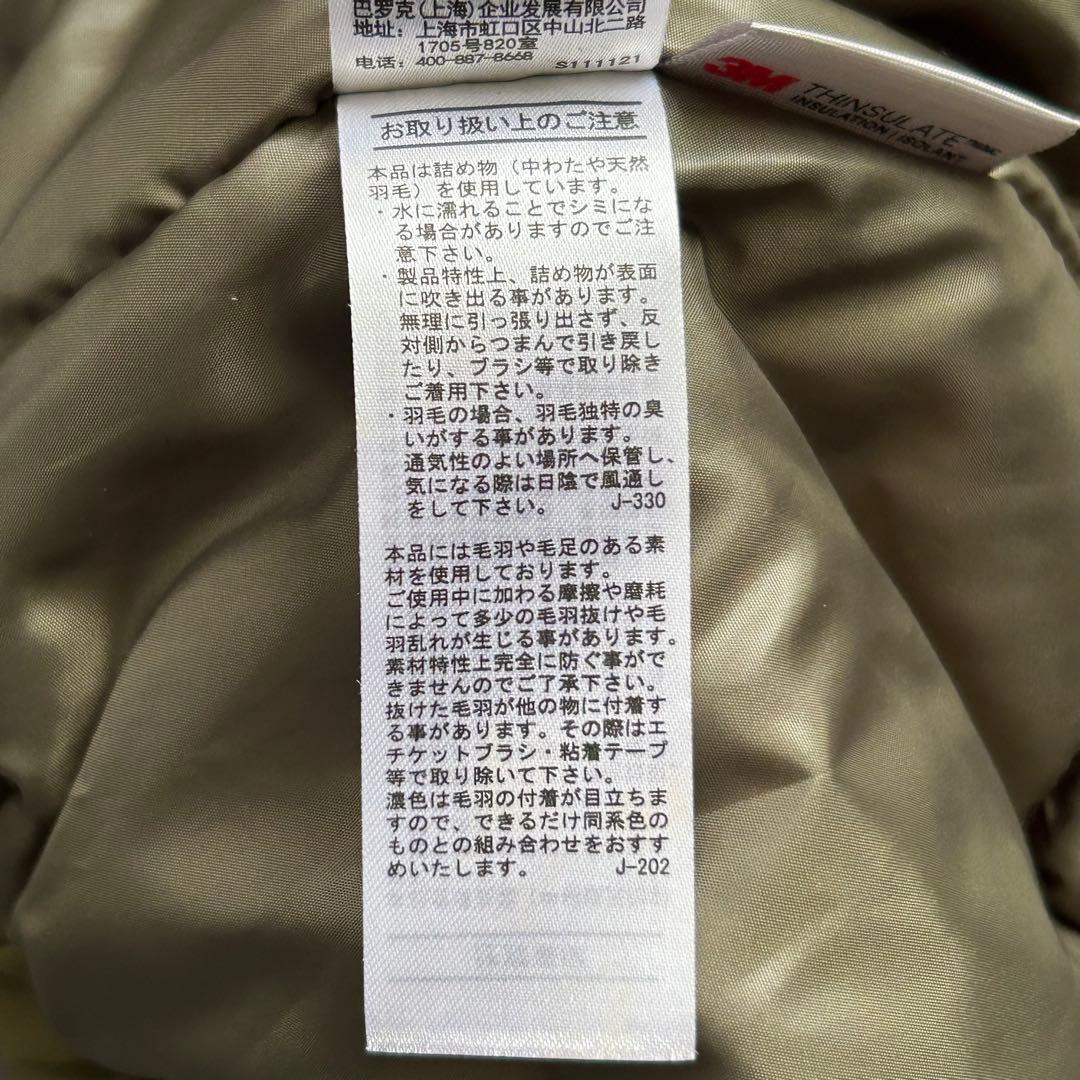 巴罗克(上海)企业发展有限公司
地址：上海市虹口区中山北二路
1705号820室
电话：400-887-8668 S111121
3M
THINSULATE™
INSULATION | ISOLANT
お取り扱い上のご注意
本品は詰め物（中わたや天然
羽毛）を使用しています。
・水に濡れることでシミにな
る場合がありますのでご注
意下さい。
・製品特性上、詰め物が表面
に吹き出る事があります。
無理に引っ張り出さず、反
対側からつまんで引き戻し
たり、ブラシ等で取り除き
ご着用下さい。
・羽毛の場合、羽毛独特の臭
いがする事があります。
通気性のよい場所へ保管し、
気になる際は日陰で風通し
をして下さい。 J-330
本品には毛羽や毛足のある素
材を使用しております。
ご使用中に加わる摩擦や磨耗
によって多少の毛羽抜けや毛
羽乱れが生じる事があります。
素材特性上完全に防ぐ事がで
きませんのでご了承下さい。
抜けた毛羽が他の物に付着す
る事があります。その際はエ
チケットブラシ・粘着テープ
等で取り除いて下さい。
濃色は毛羽の付着が目立ちま
すので、できるだけ同系色の
ものとの組み合わせをおすす
めいたします。 J-202